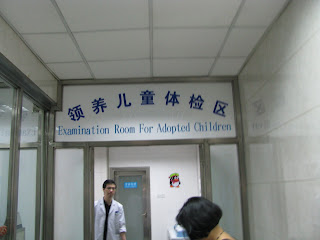 领养儿童体检区
Examination Room For Adopted Children